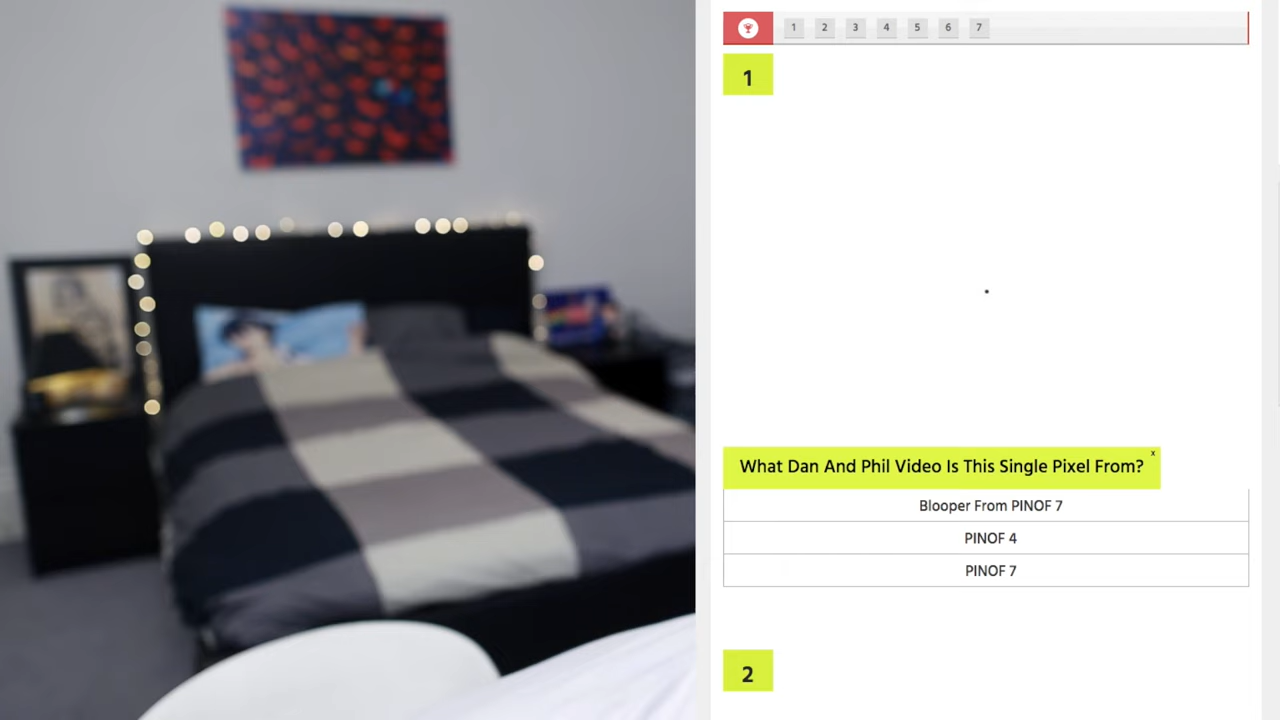 1 2 3 4 5 6 7
1
What Dan And Phil Video Is This Single Pixel From?
x
Blooper From PINOF 7
PINOF 4
PINOF 7
2